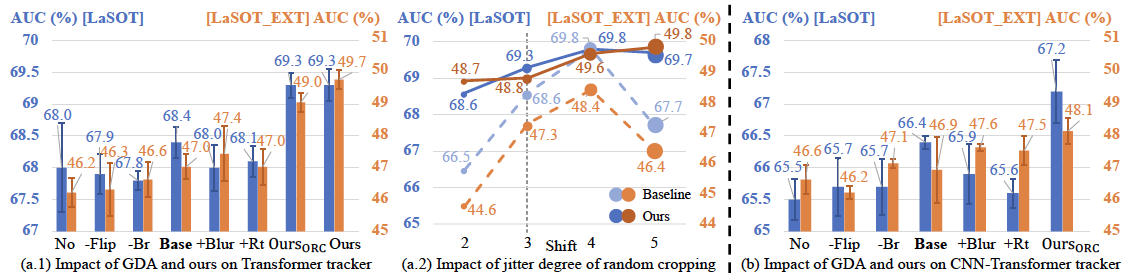 AUC (%) [LaSOT] [LaSOT_EXT] AUC (%)
70 69.5 69 68.5 68 67.5 67
51 50 49 48 47 46 45
68.0 46.2 67.9 46.3 67.8 46.6 68.4 47.0 68.0 47.4 68.1 47.0 69.3 49.0 69.3 49.7
No -Flip -Br Base +Blur +Rt OursORC Ours
(a.1) Impact of GDA and ours on Transformer tracker
AUC (%) [LaSOT] [LaSOT_EXT] AUC (%)
70 69 68 67 66 65
50 49 48 47 46 45 44
48.7 68.6 66.5 44.6 69.3 48.8 68.6 47.3 69.8 69.8 49.6 48.4 49.8 69.7 67.7 46.4
Baseline
Ours
2 3 Shift 4 5
(a.2) Impact of jitter degree of random cropping
AUC (%) [LaSOT] [LaSOT_EXT] AUC (%)
68 67.5 67 66.5 66 65.5 65
51 50 49 48 47 46 45
65.5 46.6 65.7 46.2 65.7 47.1 66.4 46.9 65.9 47.6 65.6 47.5 67.2 48.1
No -Flip -Br Base +Blur +Rt OursORC
(b) Impact of GDA and ours on CNN-Transformer tracker